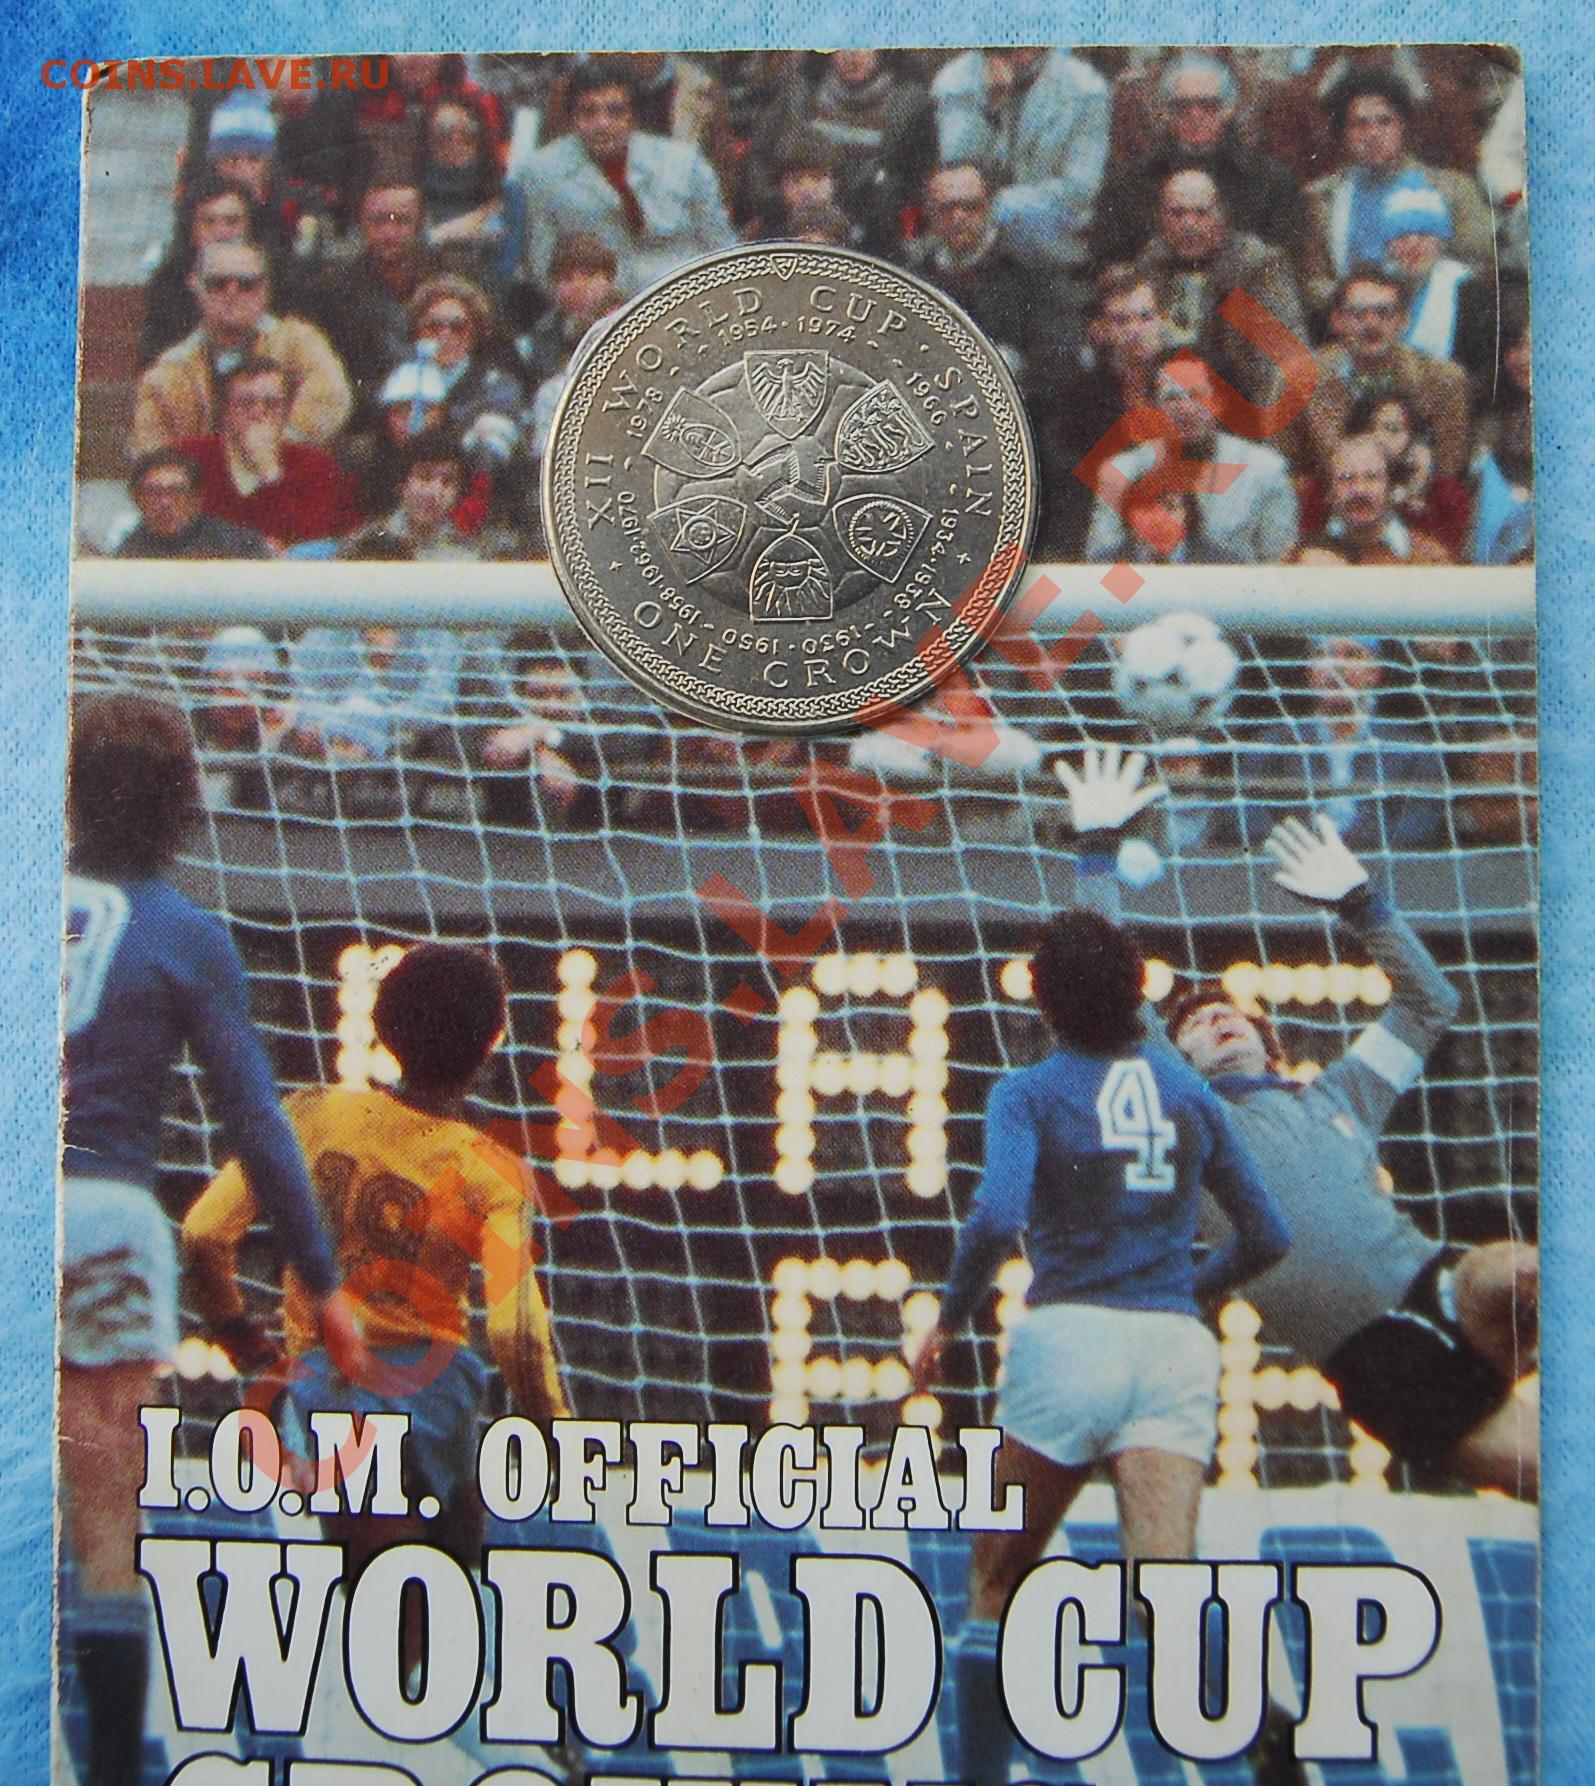 COINS.LAVE.RU
XII WORLD CUP · SPAIN
1954·1974
1966
1934·1938
1930·1950
1958·1962·1970
1978
ONE CROWN
COINS.LAVE.RU
4
I.O.M. OFFICIAL
WORLD CUP